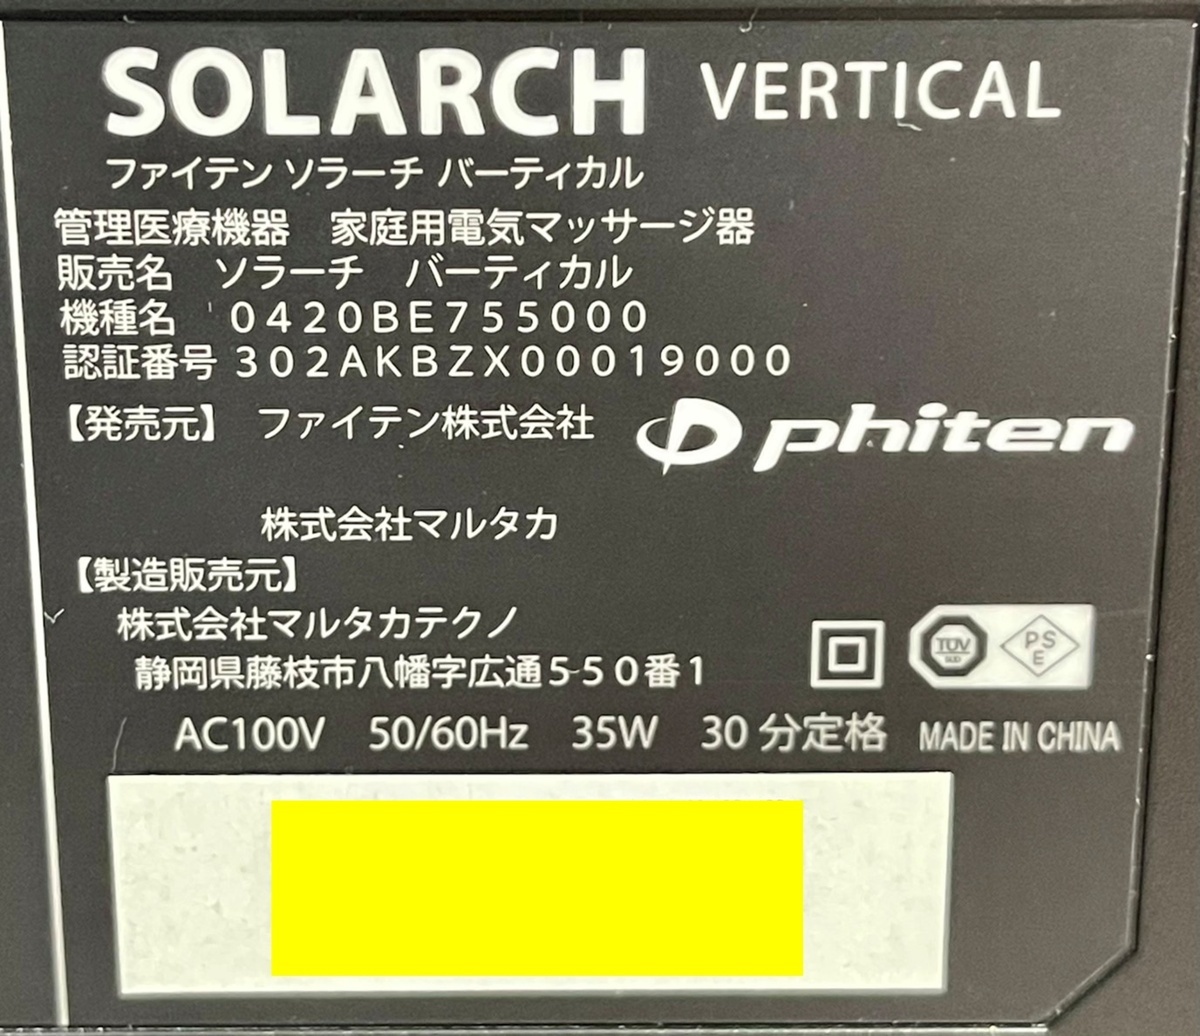 SOLARCH VERTICAL
ファイテン ソラーチ バーティカル
管理医療機器 家庭用電気マッサージ器
販売名 ソラーチ バーティカル
機種名 0420BE755000
認証番号 302AKBZX00019000
【発売元】 ファイテン株式会社 phiten
株式会社マルタカ
【製造販売元】
株式会社マルタカテクノ
静岡県藤枝市八幡字広通5-50番1
TÜV SÜD PSE
AC100V 50/60Hz 35W 30分定格 MADE IN CHINA